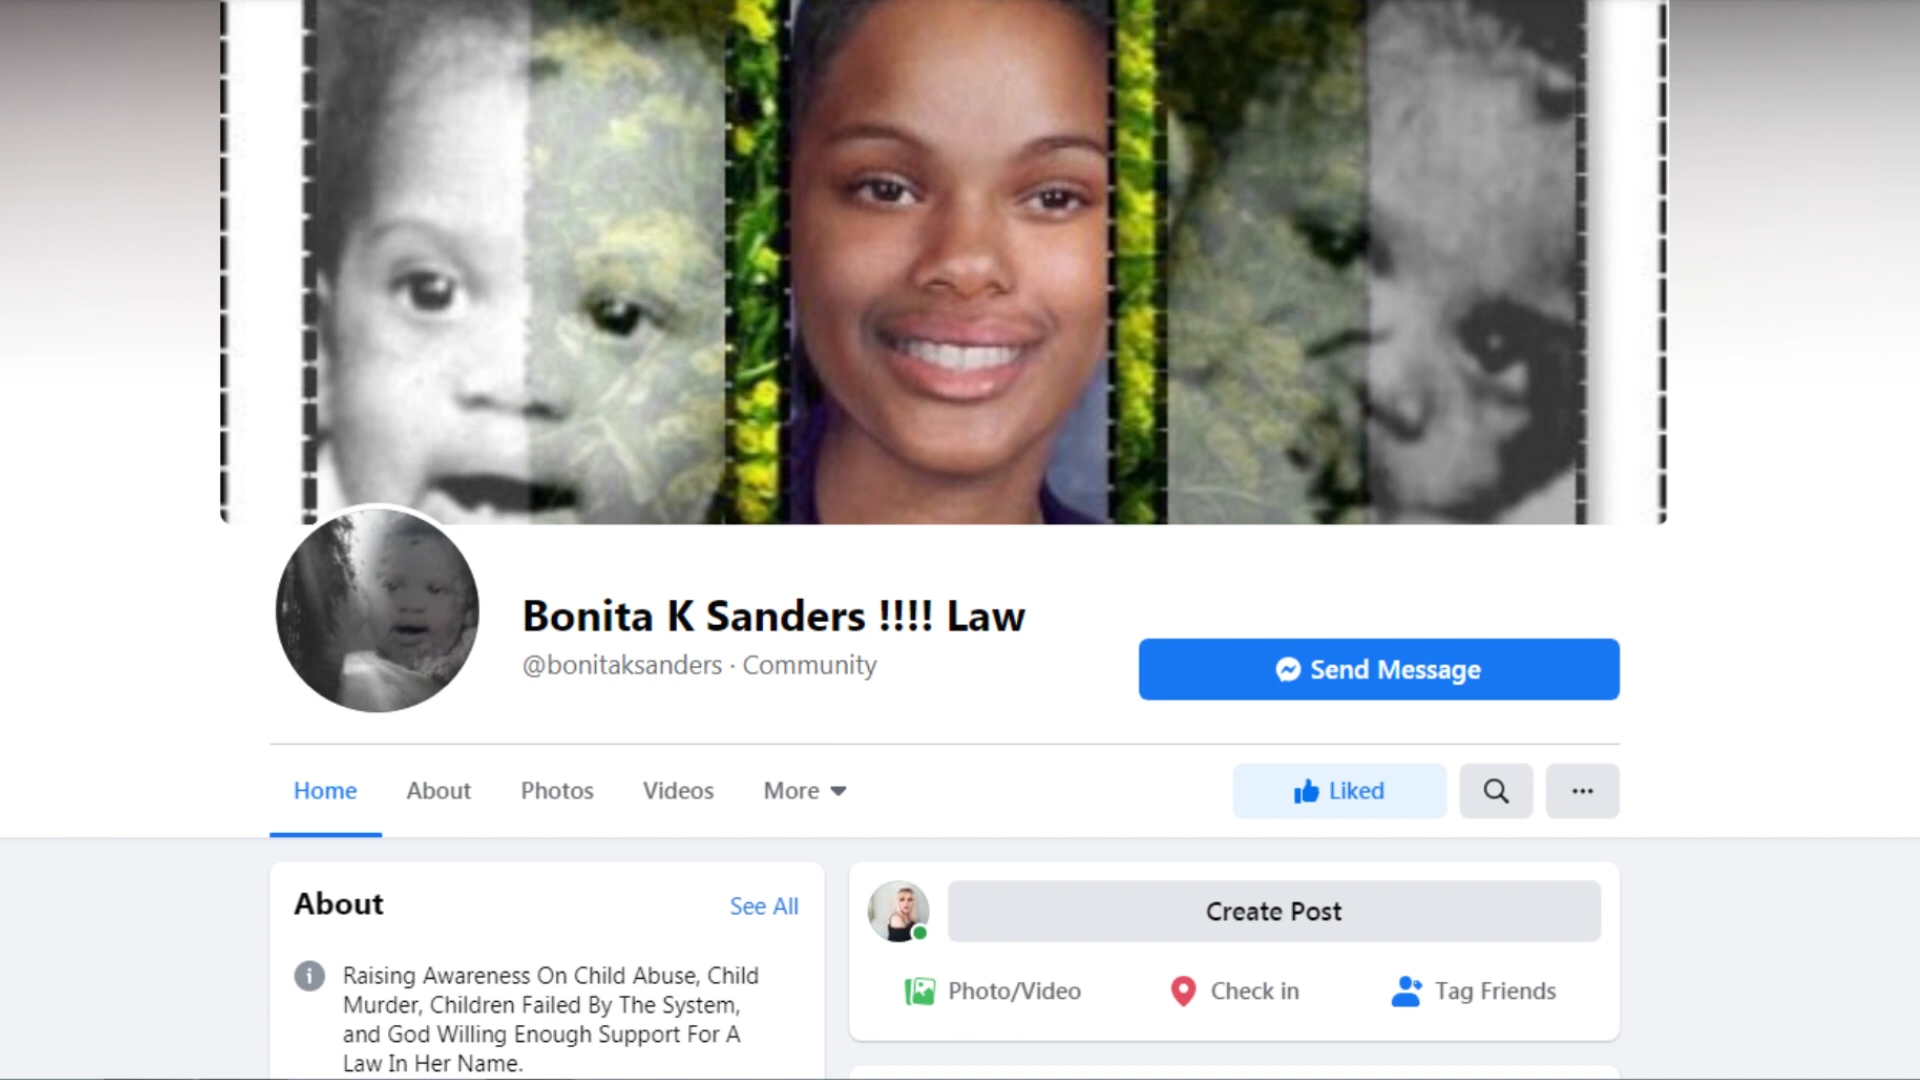 Bonita K Sanders !!!! Law
@bonitaksanders · Community
Send Message
Home About Photos Videos More
Liked
About See All
Raising Awareness On Child Abuse, Child
Murder, Children Failed By The System,
and God Willing Enough Support For A
Law In Her Name.
Create Post
Photo/Video Check in Tag Friends